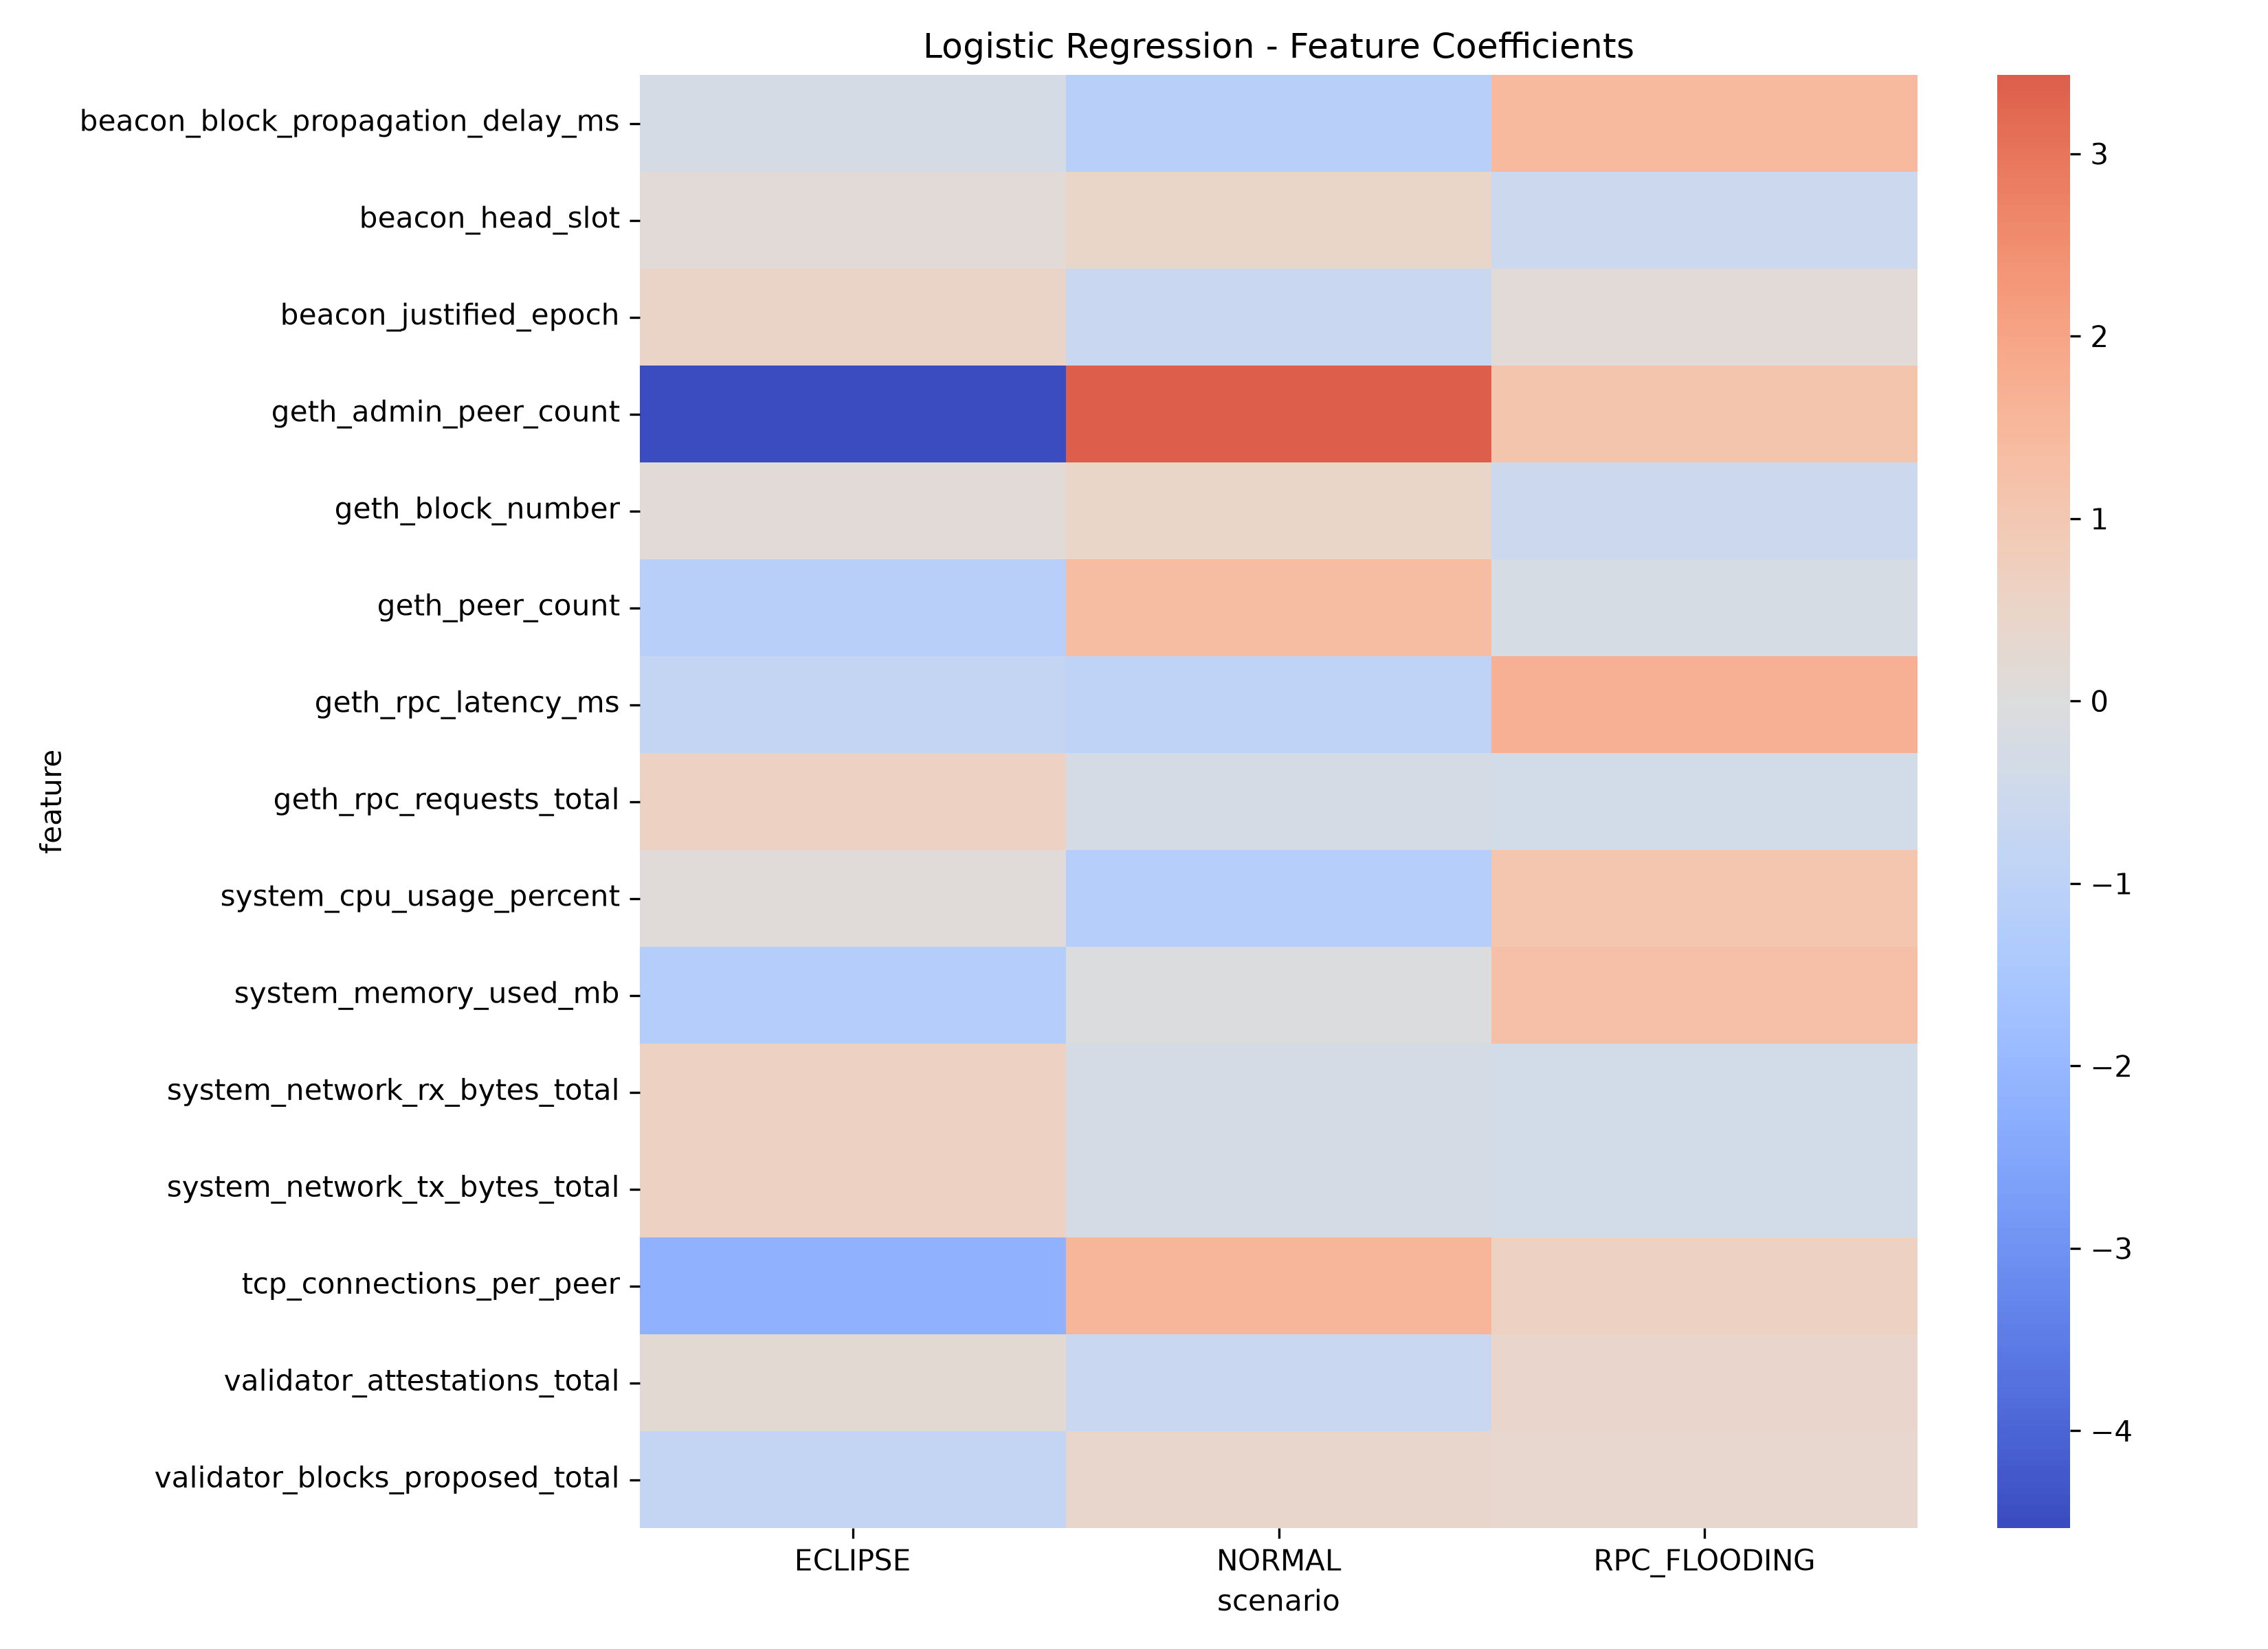 Logistic Regression - Feature Coefficients
beacon_block_propagation_delay_ms
beacon_head_slot
beacon_justified_epoch
geth_admin_peer_count
geth_block_number
geth_peer_count
geth_rpc_latency_ms
geth_rpc_requests_total
system_cpu_usage_percent
system_memory_used_mb
system_network_rx_bytes_total
system_network_tx_bytes_total
tcp_connections_per_peer
validator_attestations_total
validator_blocks_proposed_total
feature
ECLIPSE
NORMAL
RPC_FLOODING
scenario
3
2
1
0
−1
−2
−3
−4